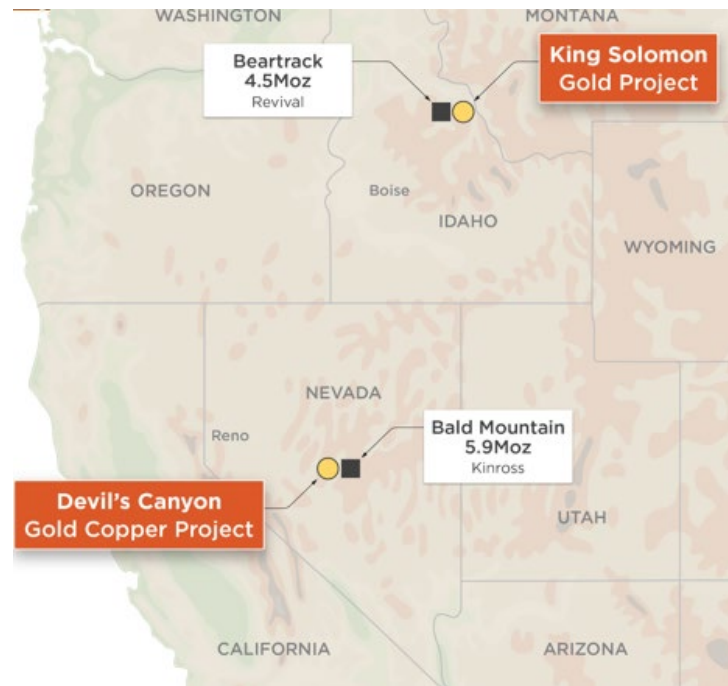 WASHINGTON
MONTANA
Beartrack
4.5Moz
Revival
King Solomon
Gold Project
OREGON
Boise
IDAHO
WYOMING
NEVADA
Reno
Bald Mountain
5.9Moz
Kinross
Devil's Canyon
Gold Copper Project
UTAH
CALIFORNIA
ARIZONA